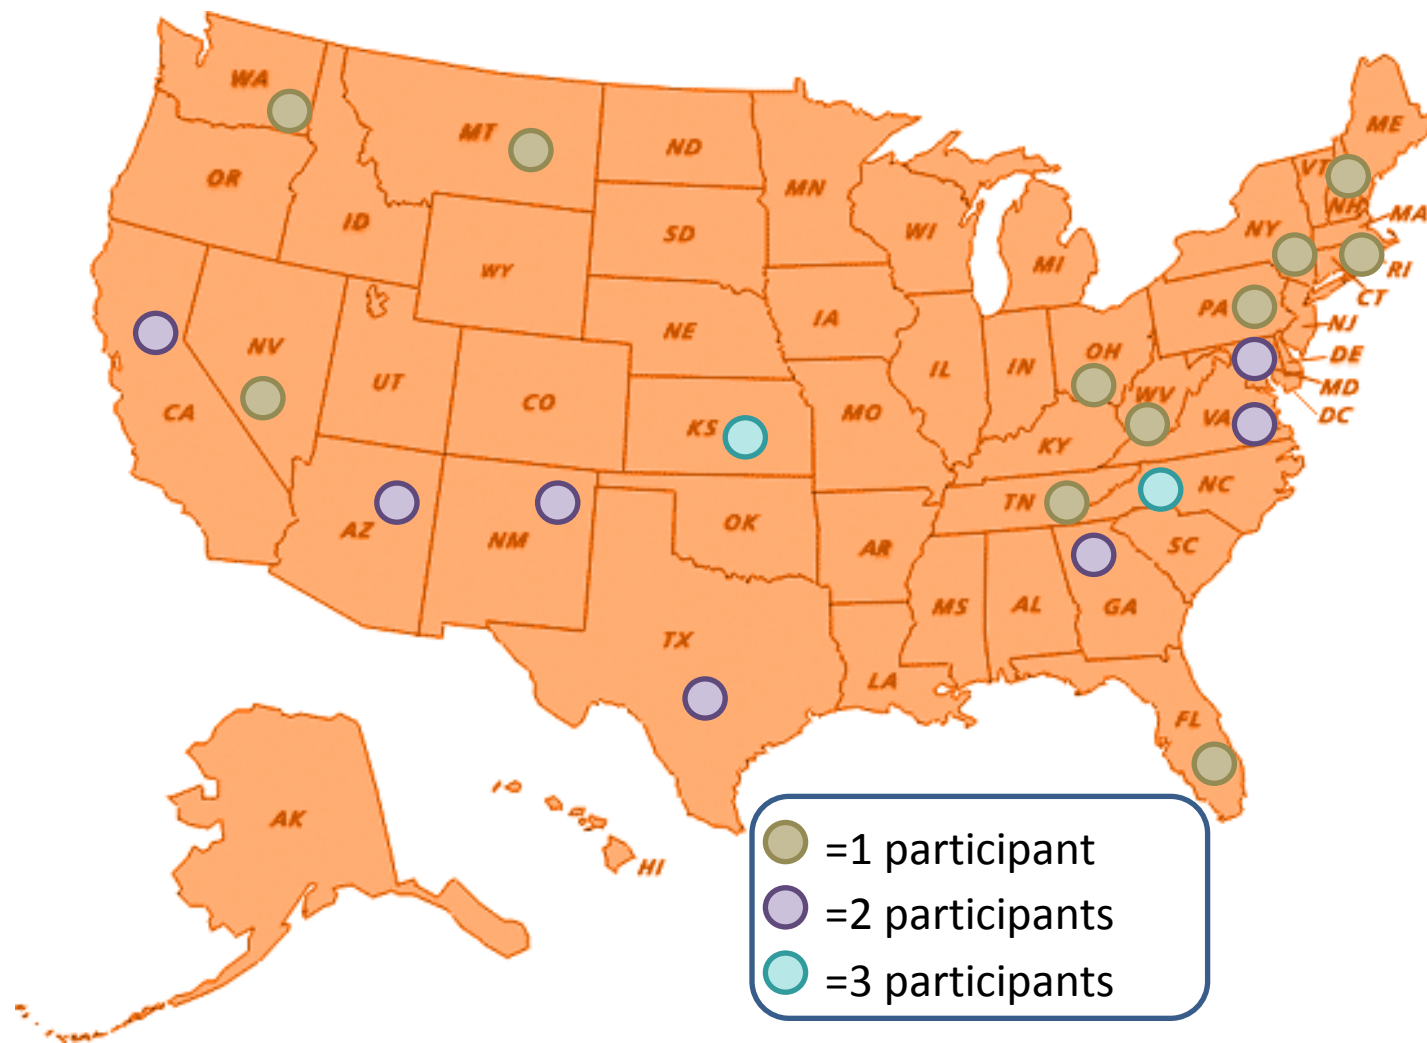 WA
MT
ND
MN
ME
VT
NH
MA
OR
ID
SD
WI
MI
NY
RI
WY
CT
IA
NE
PA
NJ
NV
OH
DE
UT
CO
IL
IN
MD
CA
KS
MO
WV
VA
DC
KY
NC
TN
AZ
NM
OK
AR
SC
MS
AL
GA
TX
LA
FL
AK
HI
=1 participant
=2 participants
=3 participants